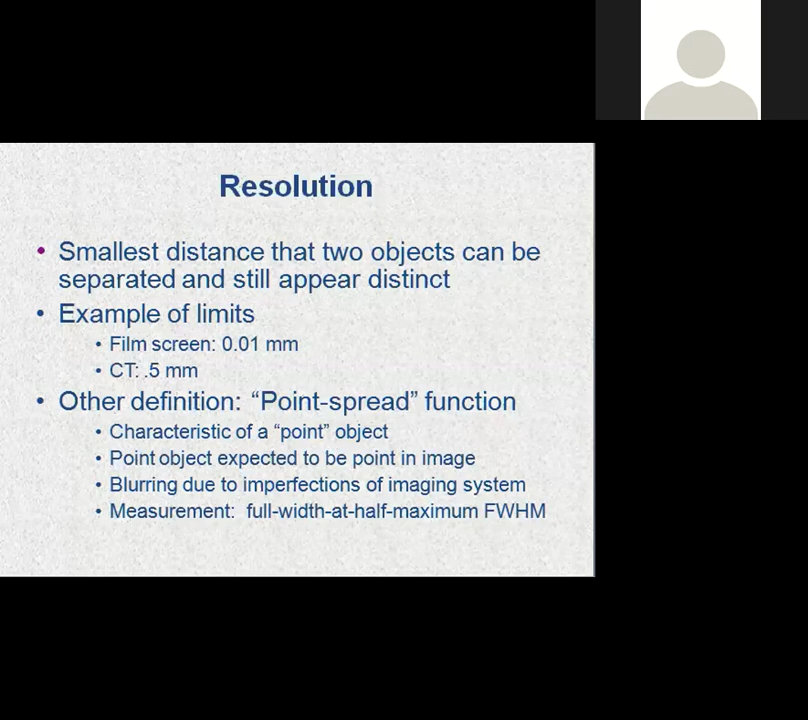 Resolution
• Smallest distance that two objects can be
separated and still appear distinct
• Example of limits
• Film screen: 0.01 mm
• CT: .5 mm
• Other definition: “Point-spread” function
• Characteristic of a “point” object
• Point object expected to be point in image
• Blurring due to imperfections of imaging system
• Measurement: full-width-at-half-maximum FWHM